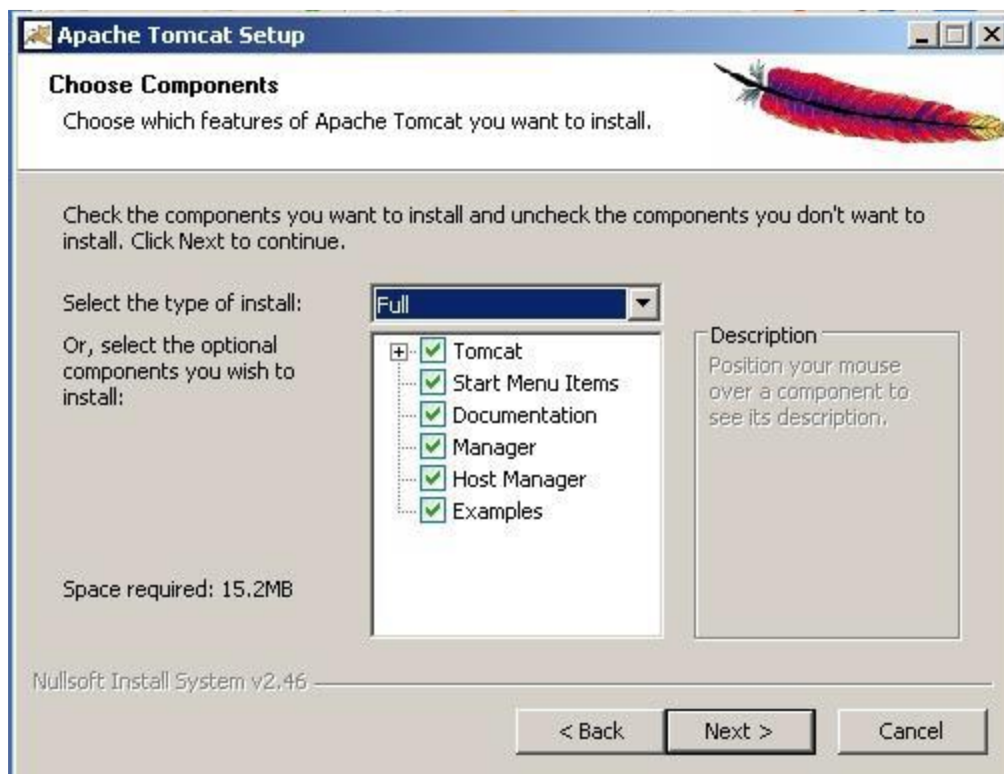 Apache Tomcat Setup
Choose Components
Choose which features of Apache Tomcat you want to install.
Check the components you want to install and uncheck the components you don't want to
install. Click Next to continue.
Select the type of install:
Full
Or, select the optional
components you wish to
install:
Tomcat
Start Menu Items
Documentation
Manager
Host Manager
Examples
Description
Position your mouse
over a component to
see its description.
Space required: 15.2MB
Nullsoft Install System v2.46
< Back
Next >
Cancel